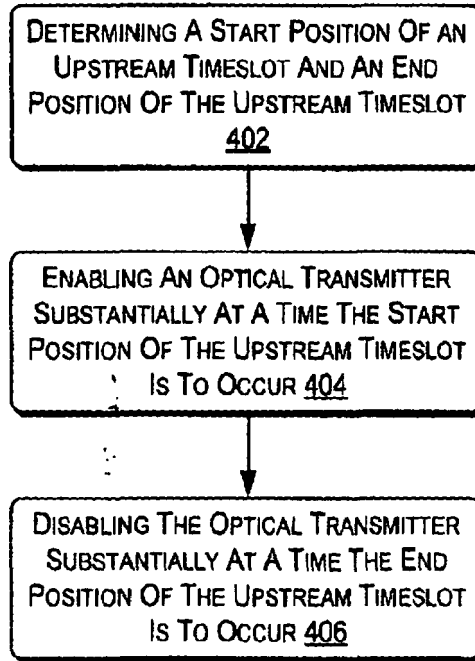 DETERMINING A START POSITION OF AN
UPSTREAM TIMESLOT AND AN END
POSITION OF THE UPSTREAM TIMESLOT
402
ENABLING AN OPTICAL TRANSMITTER
SUBSTANTIALLY AT A TIME THE START
POSITION OF THE UPSTREAM TIMESLOT
IS TO OCCUR 404
DISABLING THE OPTICAL TRANSMITTER
SUBSTANTIALLY AT A TIME THE END
POSITION OF THE UPSTREAM TIMESLOT
IS TO OCCUR 406